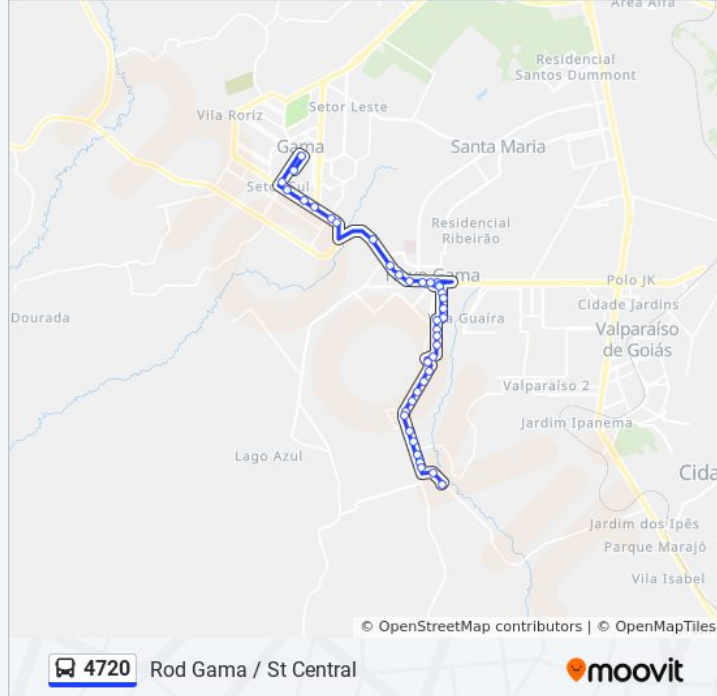 Área Alfa
Residencial
Santos Dummont
Vila Roriz
Setor Leste
Gama
Santa Maria
Setor Sul
Residencial
Ribeirão
Gama
Polo JK
Dourada
Cidade Jardins
Guaíra
Valparaíso
de Goiás
Valparaíso 2
Jardim Ipanema
Lago Azul
Cida
Jardim dos Ipês
Parque Marajó
Vila Isabel
© OpenStreetMap contributors | © OpenMapTiles
4720 Rod Gama / St Central
moovit